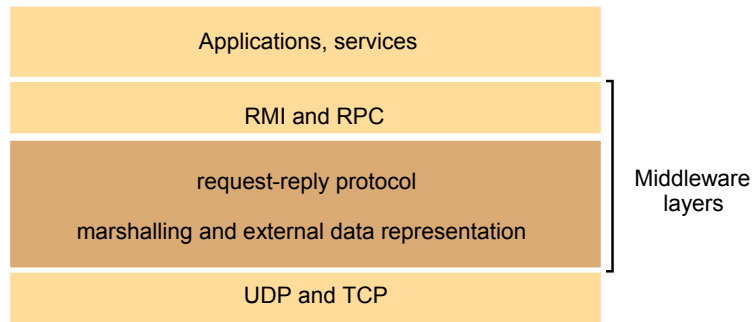 Applications, services
RMI and RPC
request-reply protocol
marshalling and external data representation
UDP and TCP
Middleware
layers